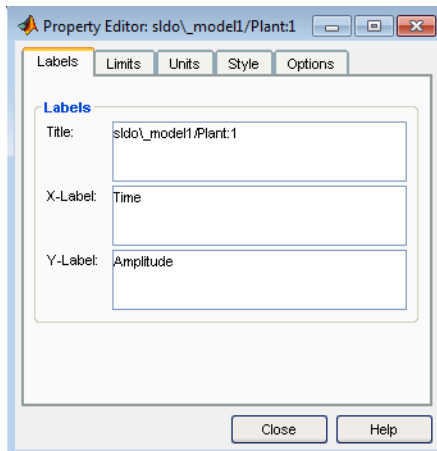 Property Editor: sldo\_model1/Plant:1
Labels Limits Units Style Options
Labels
Title: sldo\_model1/Plant:1
X-Label: Time
Y-Label: Amplitude
Close Help